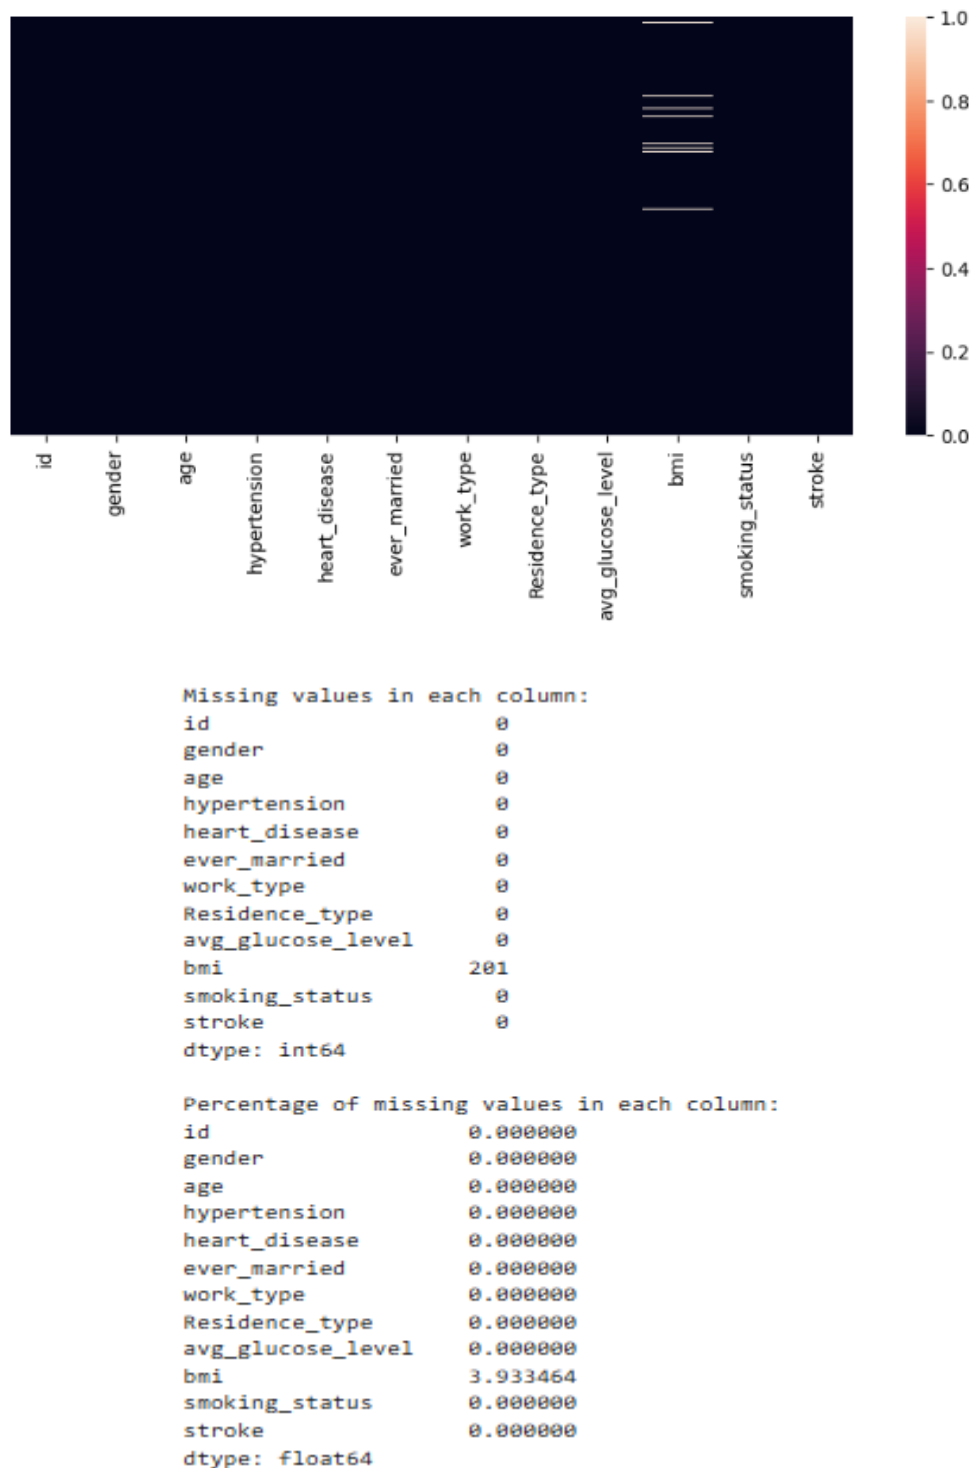 1.0
0.8
0.6
0.4
0.2
0.0
id
gender
age
hypertension
heart_disease
ever_married
work_type
Residence_type
avg_glucose_level
bmi
smoking_status
stroke
Missing values in each column:
id 0
gender 0
age 0
hypertension 0
heart_disease 0
ever_married 0
work_type 0
Residence_type 0
avg_glucose_level 0
bmi 201
smoking_status 0
stroke 0
dtype: int64
Percentage of missing values in each column:
id 0.000000
gender 0.000000
age 0.000000
hypertension 0.000000
heart_disease 0.000000
ever_married 0.000000
work_type 0.000000
Residence_type 0.000000
avg_glucose_level 0.000000
bmi 3.933464
smoking_status 0.000000
stroke 0.000000
dtype: float64